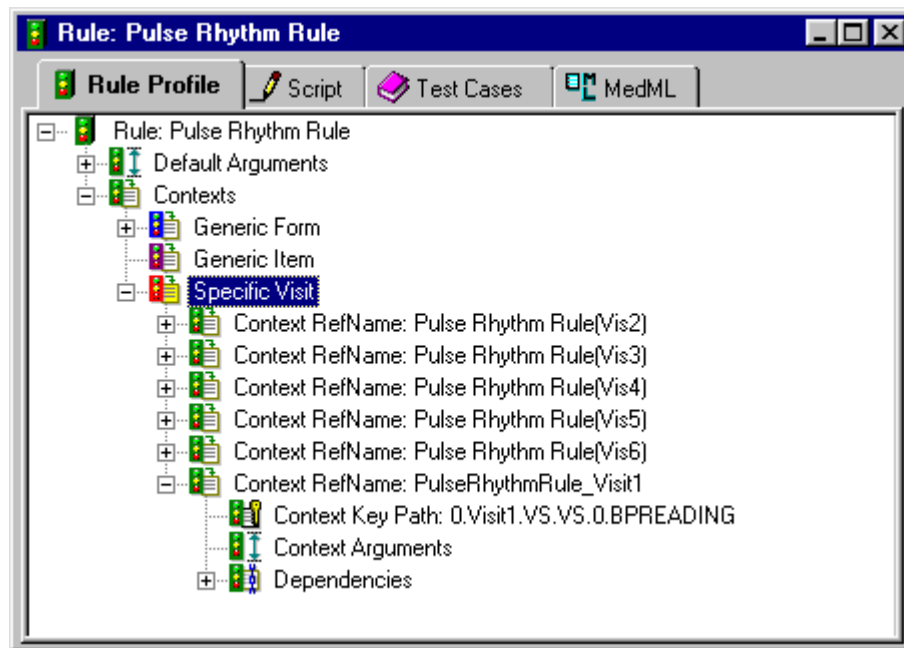 Rule: Pulse Rhythm Rule
Rule Profile Script Test Cases MedML
Rule: Pulse Rhythm Rule
Default Arguments
Contexts
Generic Form
Generic Item
Specific Visit
Context RefName: Pulse Rhythm Rule(Vis2)
Context RefName: Pulse Rhythm Rule(Vis3)
Context RefName: Pulse Rhythm Rule(Vis4)
Context RefName: Pulse Rhythm Rule(Vis5)
Context RefName: Pulse Rhythm Rule(Vis6)
Context RefName: PulseRhythmRule_Visit1
Context Key Path: 0.Visit1.VS.VS.0.BPREADING
Context Arguments
Dependencies